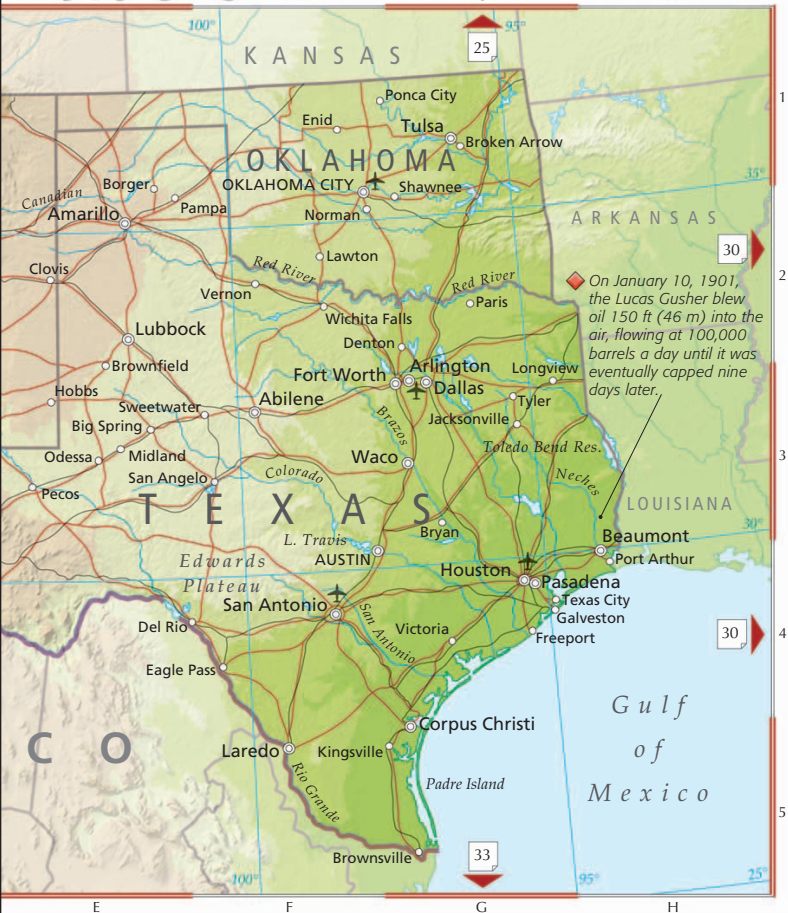 100°
95°
25
KANSAS
1
Ponca City
Enid
Tulsa
Broken Arrow
OKLAHOMA
35°
Borger
OKLAHOMA CITY
Shawnee
Canadian
Pampa
Amarillo
Norman
ARKANSAS
30
Lawton
Clovis
Red River
Red River
2
Vernon
Paris
On January 10, 1901,
the Lucas Gusher blew
oil 150 ft (46 m) into the
air, flowing at 100,000
barrels a day until it was
eventually capped nine
days later.
Wichita Falls
Lubbock
Denton
Brownfield
Arlington
Longview
Fort Worth
Dallas
Hobbs
Abilene
Tyler
Sweetwater
Brazos
Jacksonville
Big Spring
Toledo Bend Res.
Odessa
Midland
Waco
3
San Angelo
Colorado
Neches
Pecos
TEXAS
LOUISIANA
Bryan
30°
L. Travis
Beaumont
AUSTIN
Port Arthur
Edwards
Plateau
Houston
Pasadena
San Antonio
Texas City
Galveston
Del Rio
San Antonio
Victoria
Freeport
30
4
Eagle Pass
Gulf
of
Mexico
Corpus Christi
CO
Laredo
Kingsville
Rio Grande
Padre Island
5
Brownsville
33
100°
95°
25°
E
F
G
H